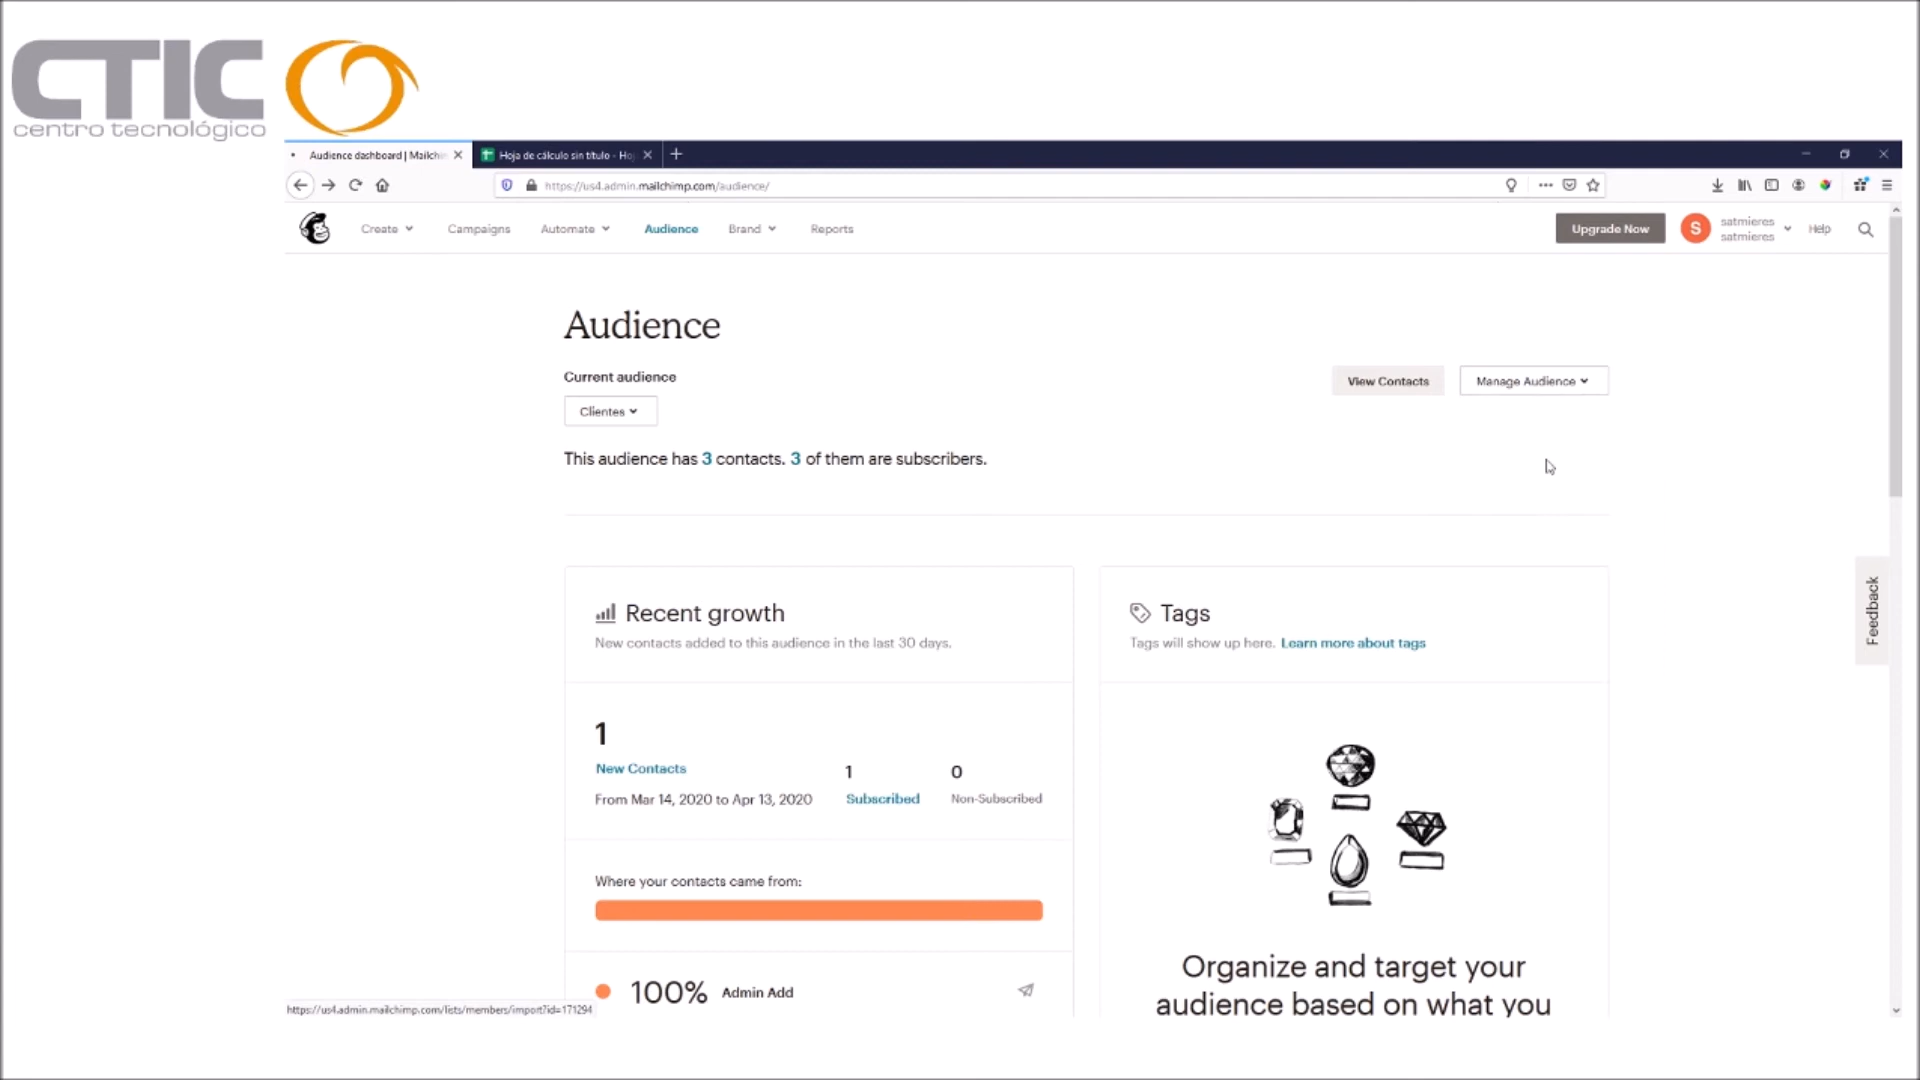 CTIC
centro tecnológico
Audience dashboard | Mailchi
Hoja de cálculo sin título - Ho
https://us4.admin.mailchimp.com/audience/
Create
Campaigns
Automate
Audience
Brand
Reports
Upgrade Now
S
satmieres
satmieres
Help
Audience
Current audience
View Contacts
Manage Audience
Clientes
This audience has 3 contacts. 3 of them are subscribers.
Recent growth
New contacts added to this audience in the last 30 days.
Tags
Tags will show up here. Learn more about tags
Feedback
1
New Contacts
From Mar 14, 2020 to Apr 13, 2020
1
Subscribed
0
Non-Subscribed
Where your contacts came from:
100% Admin Add
Organize and target your
audience based on what you
https://us4.admin.mailchimp.com/lists/members/import?id=171294